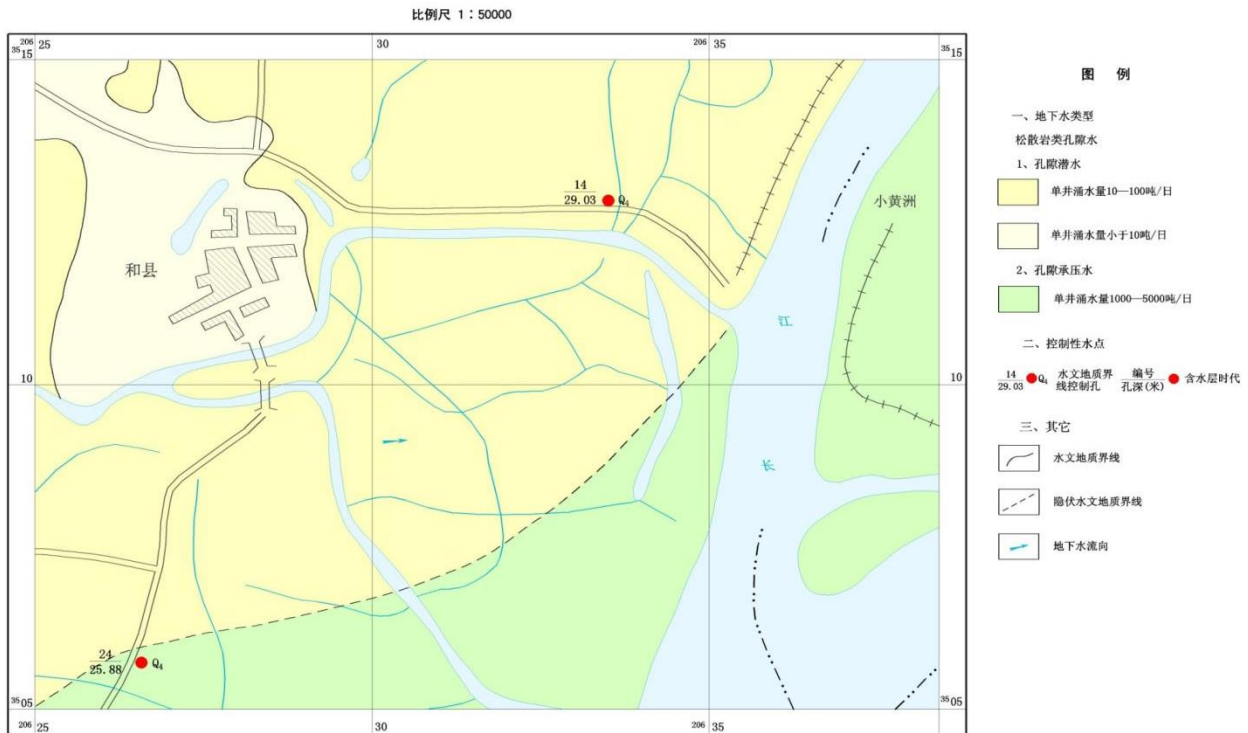 比例尺 1：50000
206 25
30
206 35
35 15
35 15
14
29.03
Q4
小黄洲
和县
江
10
10
长
24
25.88
Q4
35 05
35 05
206 25
30
206 35
图 例
一、地下水类型
松散岩类孔隙水
1、孔隙潜水
单井涌水量10—100吨/日
单井涌水量小于10吨/日
2、孔隙承压水
单井涌水量1000—5000吨/日
二、控制性水点
14
29.03
Q4
水文地质界
线控制孔
编号
孔深(米)
含水层时代
三、其它
水文地质界线
隐伏水文地质界线
地下水流向